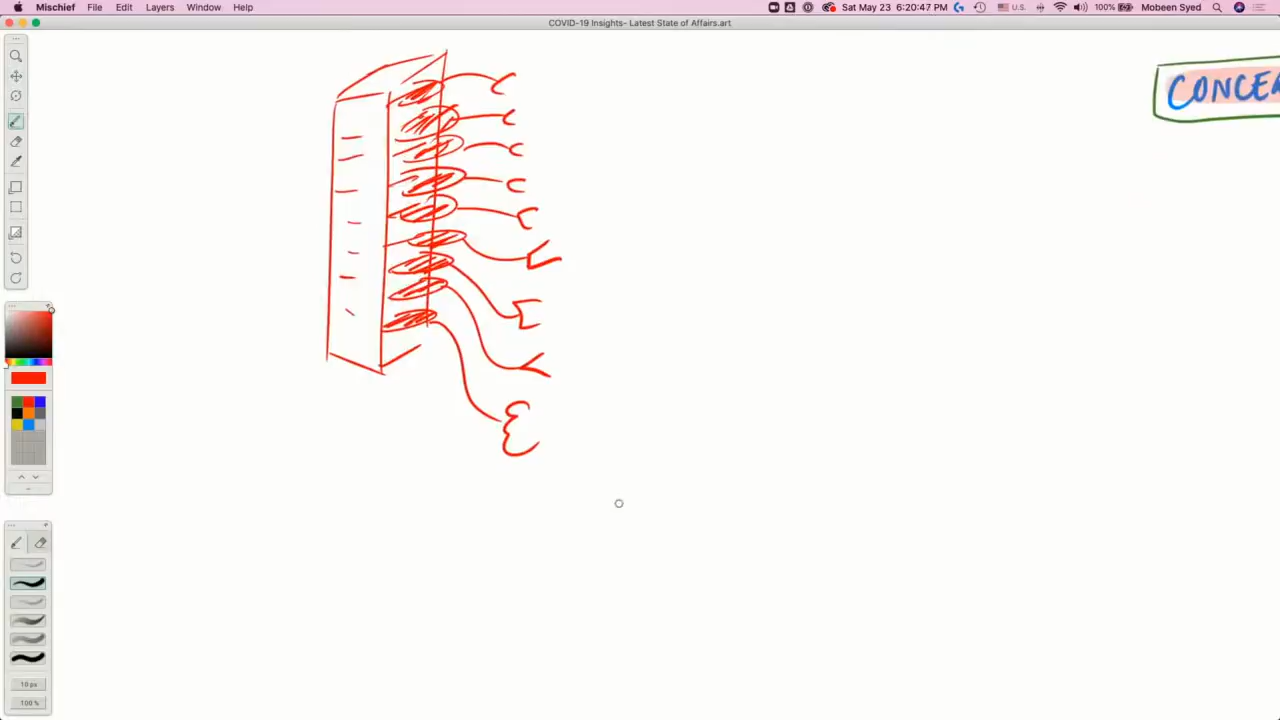 Mischief File Edit Layers Window Help U.S. 100% Sat May 23 6:20:47 PM Mobeen Syed
COVID-19 Insights- Latest State of Affairs.art
10 px
100 %